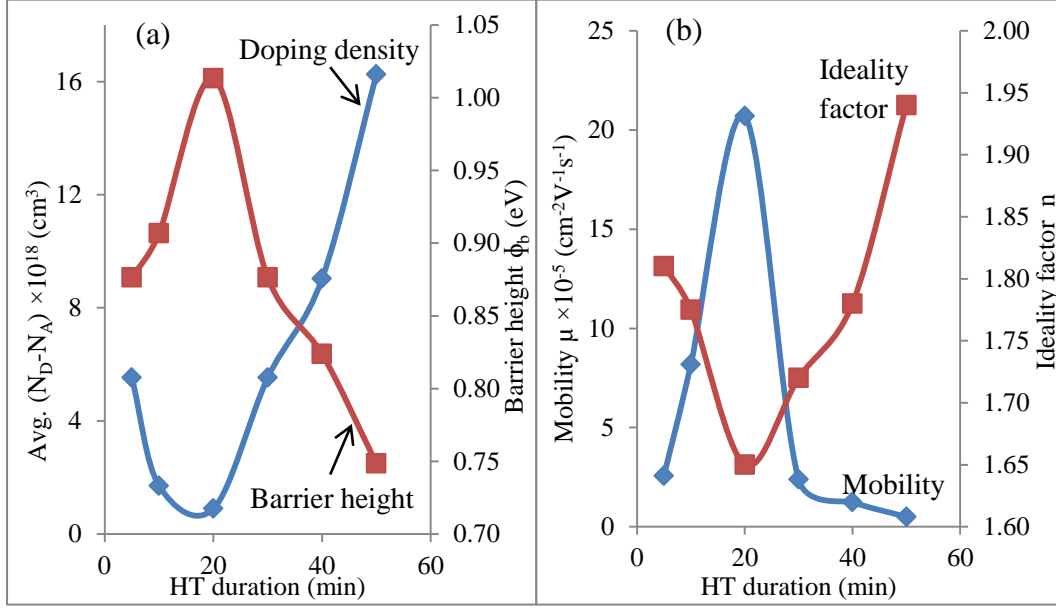 (a)
Doping density
Barrier height
Avg. (N_D-N_A) ×10^18 (cm^3)
16
12
8
4
0
1.05
1.00
0.95
0.90
0.85
0.80
0.75
0.70
Barrier height ϕ_b (eV)
0
20
40
60
HT duration (min)
(b)
Ideality
factor
Mobility
Mobility µ ×10^-5 (cm^-2V^-1s^-1)
25
20
15
10
5
0
2.00
1.95
1.90
1.85
1.80
1.75
1.70
1.65
1.60
Ideality factor n
0
20
40
60
HT duration (min)